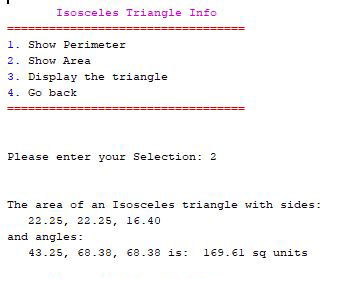 Isosceles Triangle Info
==================================
1. Show Perimeter
2. Show Area
3. Display the triangle
4. Go back
==================================
Please enter your Selection: 2
The area of an Isosceles triangle with sides:
22.25, 22.25, 16.40
and angles:
43.25, 68.38, 68.38 is:  169.61 sq units